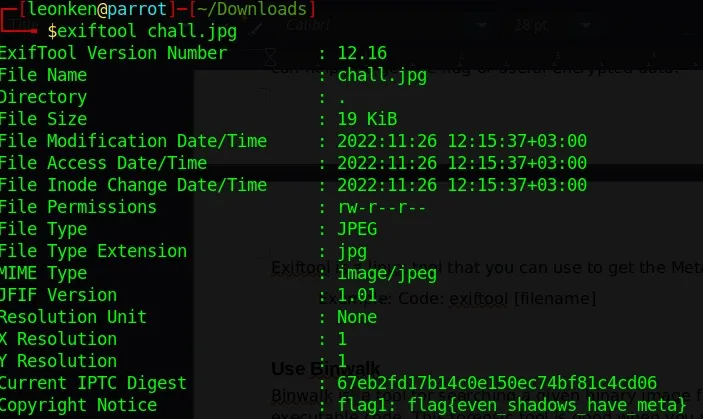 ┌─[leonken@parrot]─[~/Downloads]
└──╼ $exiftool chall.jpg
ExifTool Version Number : 12.16
File Name : chall.jpg
Directory : .
File Size : 19 KiB
File Modification Date/Time : 2022:11:26 12:15:37+03:00
File Access Date/Time : 2022:11:26 12:15:37+03:00
File Inode Change Date/Time : 2022:11:26 12:15:37+03:00
File Permissions : rw-r--r--
File Type : JPEG
File Type Extension : jpg
MIME Type : image/jpeg
JFIF Version : 1.01
Resolution Unit : None
X Resolution : 1
Y Resolution : 1
Current IPTC Digest : 67eb2fd17b14c0e150ec74bf81c4cd06
Copyright Notice : flag1: flag{even_shadows_have_meta}
Title
Calibri
28 pt
Exiftool
tool that you can use to get the Meta
Code: exiftool [filename]
Use Binwalk
Binwalk